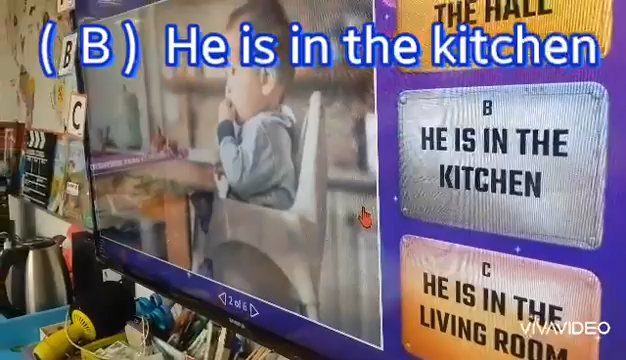 THE HALL
( B ) He is in the kitchen
B
B
HE IS IN THE
KITCHEN
C
C
HE IS IN THE
LIVING ROOM
2 of 6
VIVAVIDEO